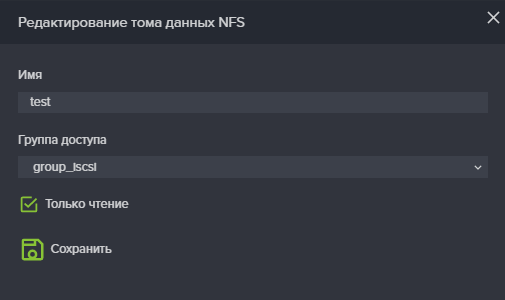 Редактирование тома данных NFS
Имя
test
Группа доступа
group_iscsi
Только чтение
Сохранить